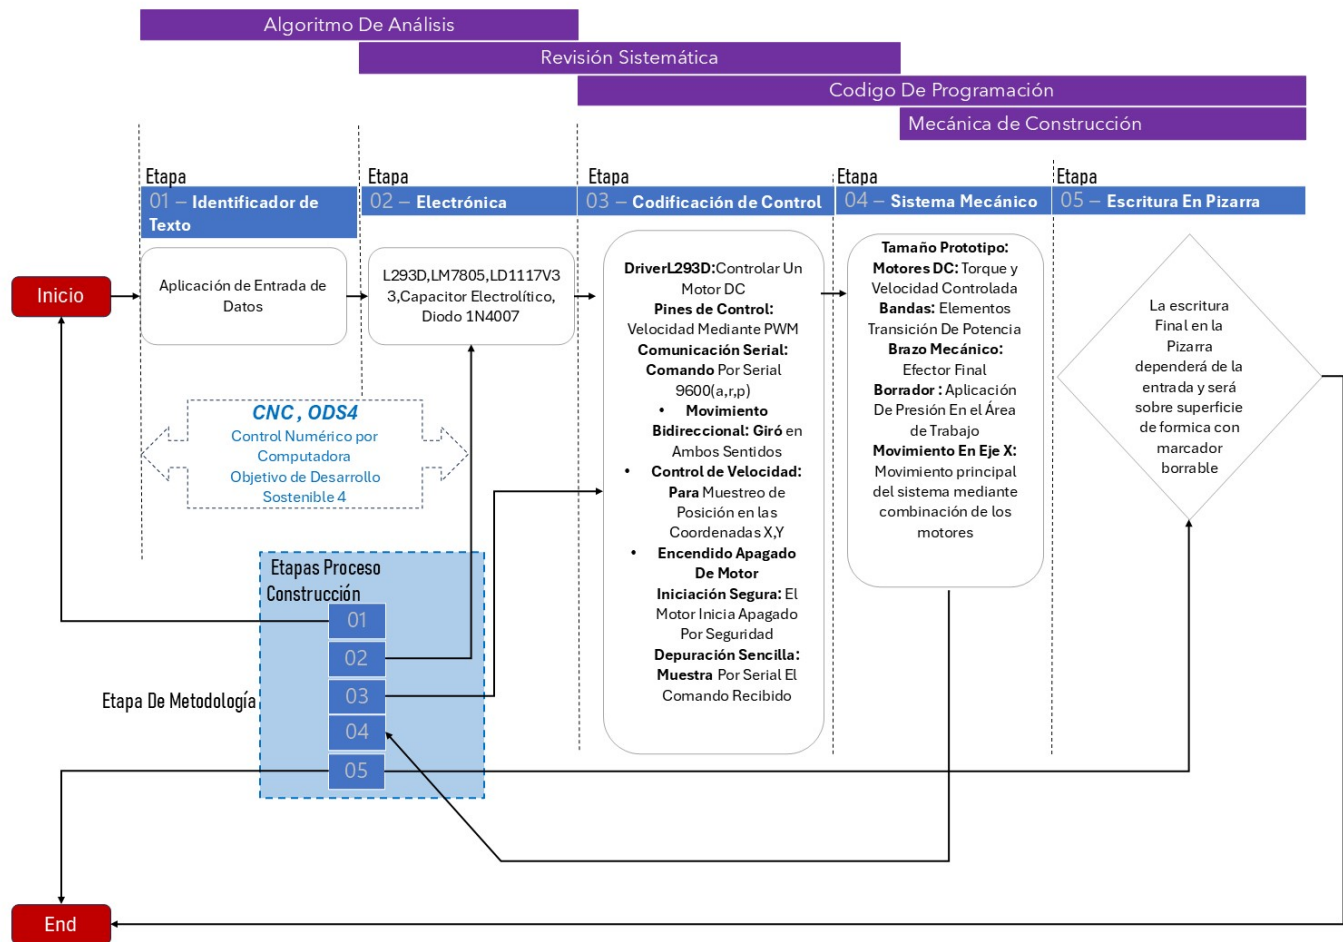 Algoritmo De Análisis
Revisión Sistemática
Codigo De Programación
Mecánica de Construcción
Etapa
01 – Identificador de
Texto
Etapa
02 – Electrónica
Etapa
03 – Codificación de Control
Etapa
04 – Sistema Mecánico
Etapa
05 – Escritura En Pizarra
Inicio
Aplicación de Entrada de
Datos
L293D,LM7805,LD1117V3
3,Capacitor Electrolítico,
Diodo 1N4007
DriverL293D:Controlar Un
Motor DC
Pines de Control:
Velocidad Mediante PWM
Comunicación Serial:
Comando Por Serial
9600(a,r,p)
• Movimiento
Bidireccional: Giró en
Ambos Sentidos
• Control de Velocidad:
Para Muestreo de
Posición en las
Coordenadas X,Y
• Encendido Apagado
De Motor
Iniciación Segura: El
Motor Inicia Apagado
Por Seguridad
Depuración Sencilla:
Muestra Por Serial El
Comando Recibido
Tamaño Prototipo:
Motores DC: Torque y
Velocidad Controlada
Bandas: Elementos
Transición De Potencia
Brazo Mecánico:
Efector Final
Borrador : Aplicación
De Presión En el Área
de Trabajo
Movimiento En Eje X:
Movimiento principal
del sistema mediante
combinación de los
motores
La escritura
Final en la
Pizarra
dependerá de la
entrada y será
sobre superficie
de formica con
marcador
borrable
CNC , ODS4
Control Numérico por
Computadora
Objetivo de Desarrollo
Sostenible 4
Etapas Proceso
Construcción
01
02
03
04
05
Etapa De Metodología
End